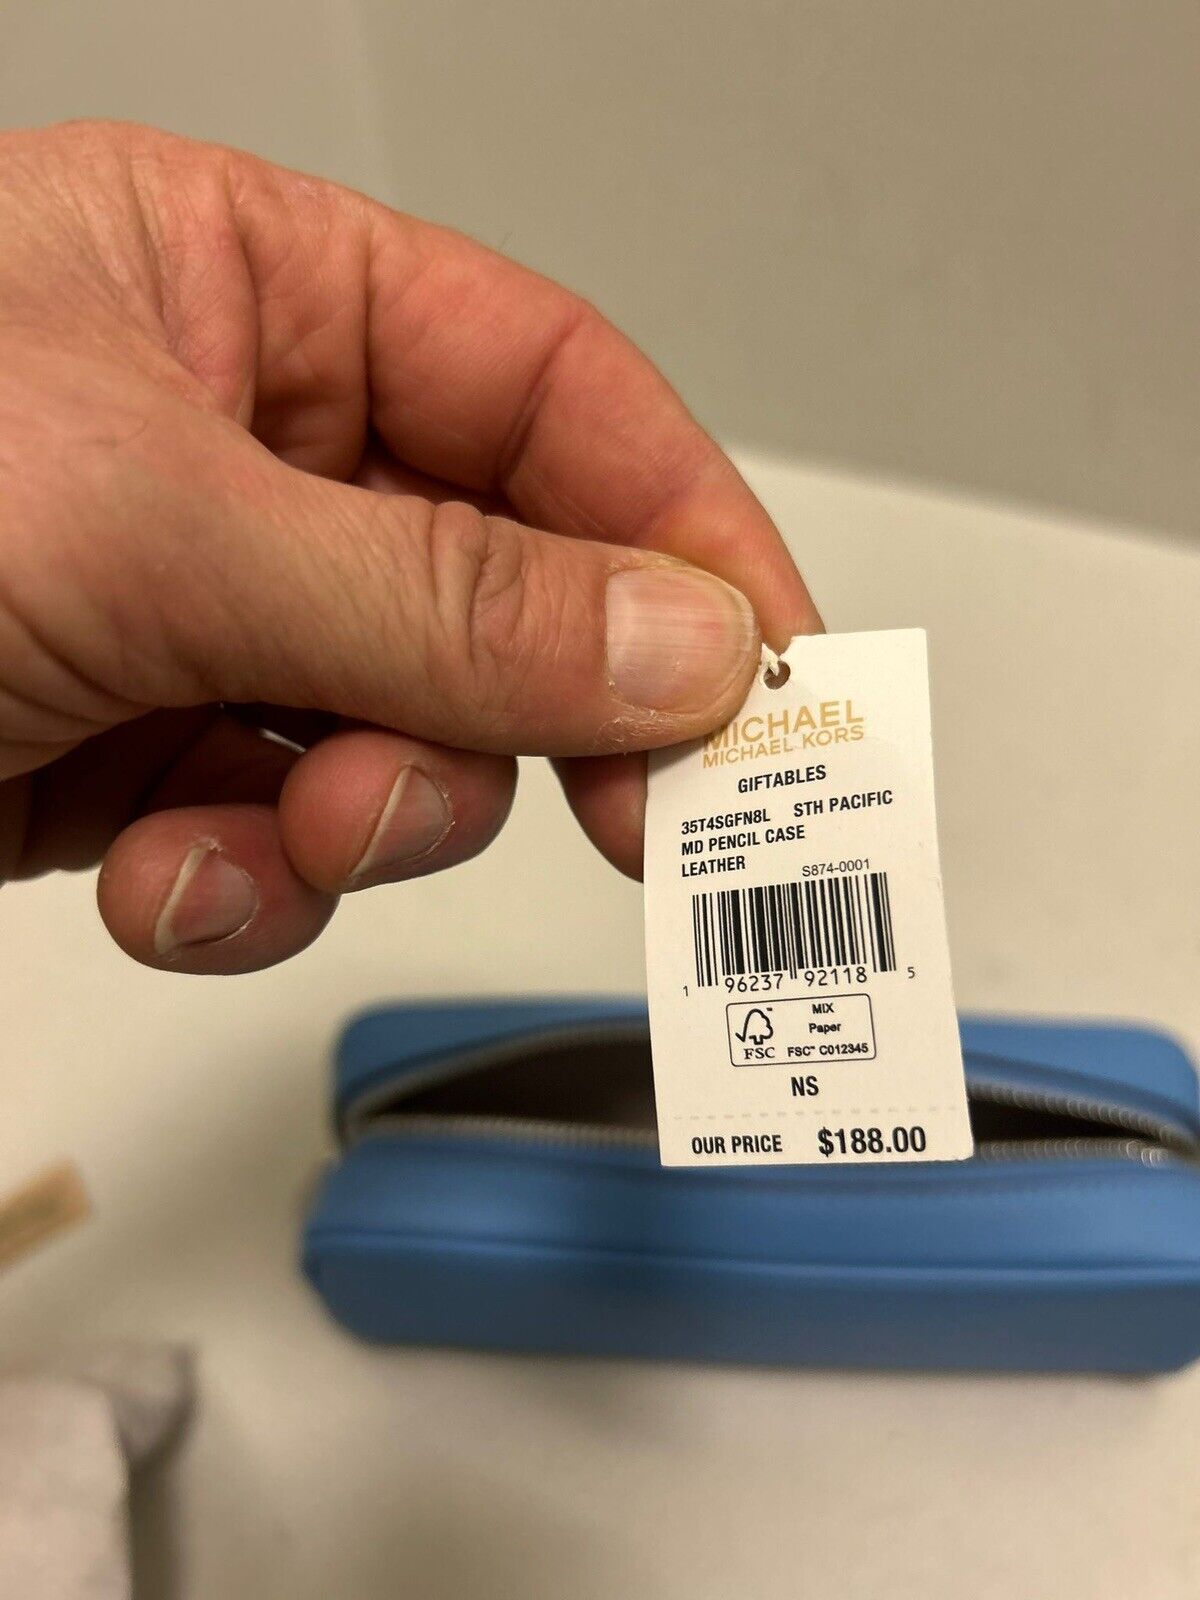 MICHAEL
MICHAEL KORS
GIFTABLES
35T4SGFN8L STH PACIFIC
MD PENCIL CASE
LEATHER
S874-0001
1 96237 92118 5
MIX
Paper
FSC FSC™ C012345
NS
OUR PRICE $188.00